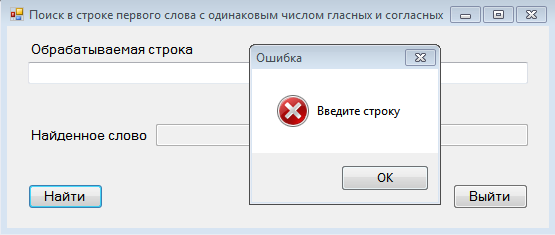 Поиск в строке первого слова с одинаковым числом гласных и согласных
Обрабатываемая строка
Ошибка
Введите строку
Найденное слово
OK
Найти
Выйти